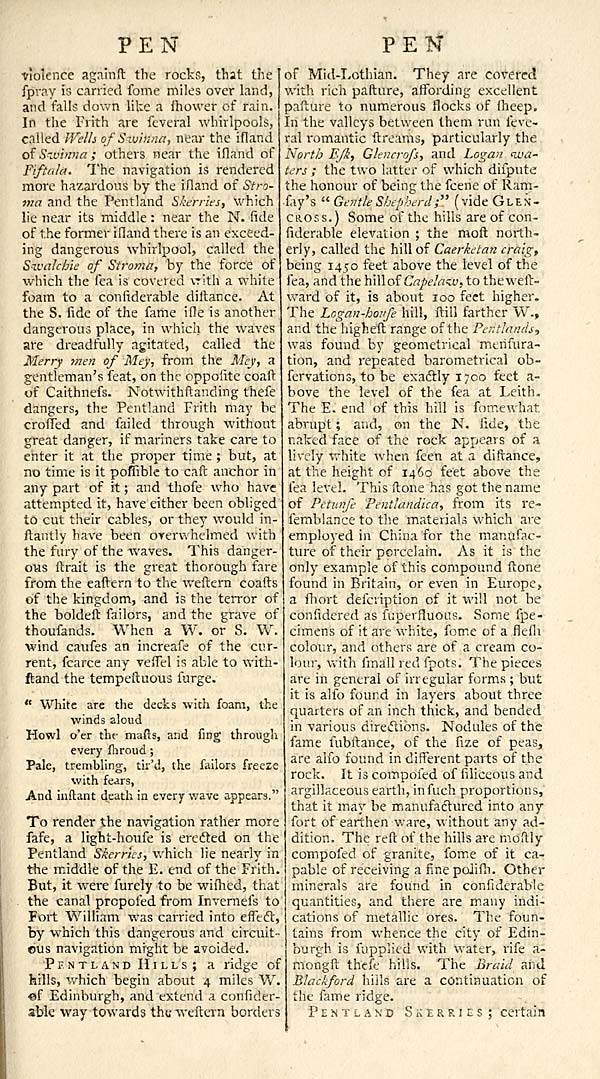 PEN
violence againſt the rocks, that the
ſpray is carried ſome miles over land,
and falls down like a ſhower of rain.
In the Frith are ſeveral whirlpools,
called Wells of Swinna, near the iſland
of Swinna; others near the iſland of
Fiftala. The navigation is rendered
more hazardous by the iſland of Stro-
ma and the Pentland Skerries, which
lie near its middle: near the N. ſide
of the former iſland there is an exceed-
ing dangerous whirlpool, called the
Swalchie of Stroma, by the force of
which the ſea is covered with a white
foam to a conſiderable diſtance. At
the S. ſide of the ſame iſle is another
dangerous place, in which the waves
are dreadfully agitated, called the
Merry men of Mey, from the Mey, a
gentleman's ſeat, on the oppoſite coaſt
of Caithneſs. Notwithſtanding theſe
dangers, the Pentland Frith may be
croſſed and ſailed through without
great danger, if mariners take care to
enter it at the proper time; but, at
no time is it poſſible to caſt anchor in
any part of it; and thoſe who have
attempted it, have either been obliged
to cut their cables, or they would in-
ſtantly have been overwhelmed with
the fury of the waves. This danger-
ous ſtrait is the great thorough fare
from the eaſtern to the weſtern coaſts
of the kingdom, and is the terror of
the boldeſt ſailors, and the grave of
thouſands. When a W. or S. W.
wind cauſes an increaſe of the cur-
rent, ſcarce any veſſel is able to with-
ſtand the tempeſtuous ſurge.
“ White are the decks with foam, the
winds aloud
Howl o'er the maſts, and ſing through
every ſhroud;
Pale, trembling, tir'd, the ſailors freeze
with fears,
And inſtant death in every wave appears.”
To render the navigation rather more
ſafe, a light-houſe is erected on the
Pentland Skerries, which lie nearly in
the middle of the E. end of the Frith.
But, it were ſurely to be wiſhed, that
the canal propoſed from Inverneſs to
Fort William was carried into effect,
by which this dangerous and circuit-
ous navigation might be avoided.
PENTLAND HILLS; a ridge of
hills, which begin about 4 miles W.
of Edinburgh, and extend a conſider-
able way towards the weſtern borders
PEN
of Mid-Lothian. They are covered
with rich paſture, affording excellent
paſture to numerous flocks of ſheep.
In the valleys between them run ſeve-
ral romantic ſtreams, particularly the
North Eſk, Glencroſs, and Logan wa-
ters; the two latter of which diſpute
the honour of being the ſcene of Ram-
ſay's “Gentle Shepherd;” (vide GLEN-
CROSS.) Some of the hills are of con-
ſiderable elevation; the moſt north-
erly, called the hill of Caerketan craig,
being 1450 feet above the level of the
ſea, and the hill of Capelaw, to the weſt-
ward of it, is about 100 feet higher.
The Logan-houſe hill, ſtill farther W.,
and the higheſt range of the Pentlands,
was found by geometrical menſura-
tion, and repeated barometrical ob-
ſervations, to be exactly 1700 feet a-
bove the level of the ſea at Leith.
The E. end of this hill is ſomewhat
abrupt; and, on the N. ſide, the
naked face of the rock appears of a
lively white when ſeen at a diſtance,
at the height of 1460 feet above the
ſea level. This ſtone has got the name
of Petunſe Pentlandica, from its re-
ſemblance to the materials which are
employed in China for the manufac-
ture of their porcelain. As it is the
only example of this compound ſtone
found in Britain, or even in Europe,
a ſhort deſcription of it will not be
conſidered as ſuperfluous. Some ſpe-
cimens of it are white, ſome of a fleſh
colour, and others are of a cream co-
lour, with ſmall red ſpots. The pieces
are in general of irregular forms; but
it is alſo found in layers about three
quarters of an inch thick, and bended
in various directions. Nodules of the
ſame ſubſtance, of the ſize of peas,
are alſo found in different parts of the
rock. It is compoſed of ſiliceous and
argillaceous earth, in ſuch proportions,
that it may be manufactured into any
ſort of earthen ware, without any ad-
dition. The reſt of the hills are moſtly
compoſed of granite, ſome of it ca-
pable of receiving a fine poliſh. Other
minerals are found in conſiderable
quantities, and there are many indi-
cations of metallic ores. The foun-
tains from whence the city of Edin-
burgh is ſupplied with water, riſe a-
mongſt theſe hills. The Braid and
Blackford hills are a continuation of
the ſame ridge.
PENTLAND SKERRIES; certain